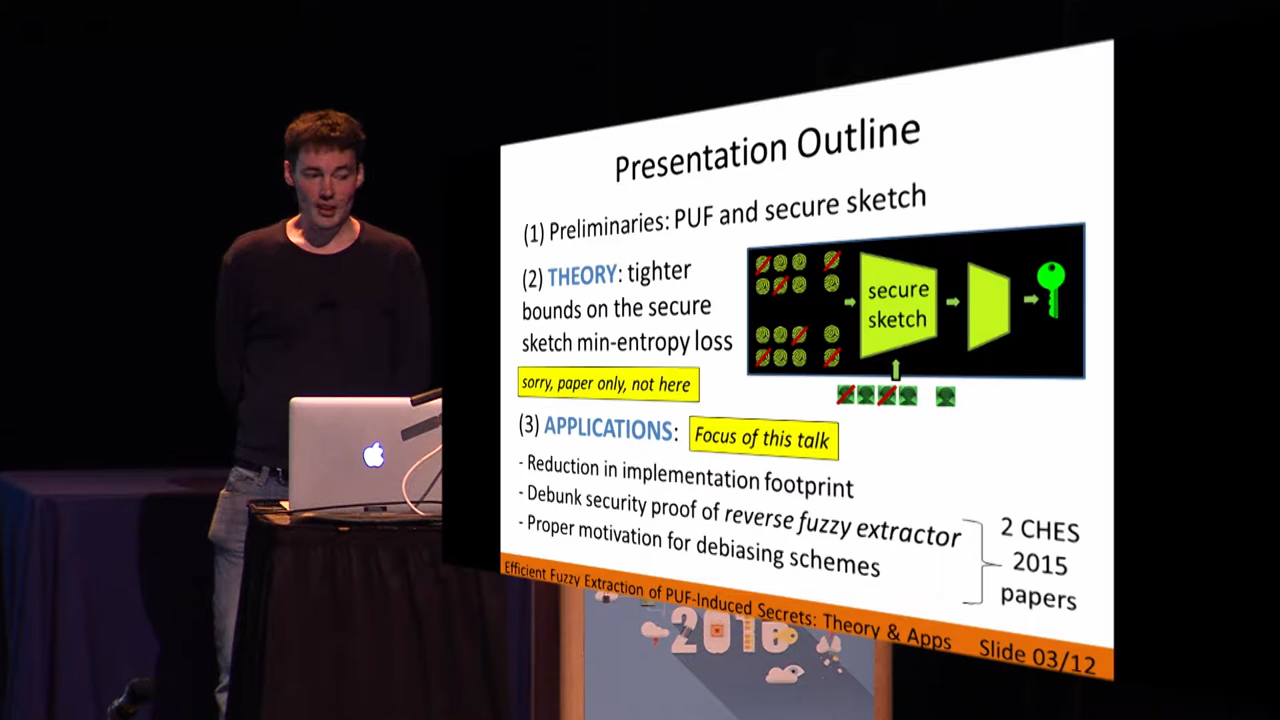 Presentation Outline
(1) Preliminaries: PUF and secure sketch
(2) THEORY: tighter
bounds on the secure
sketch min-entropy loss
sorry, paper only, not here
secure
sketch
(3) APPLICATIONS: Focus of this talk
- Reduction in implementation footprint
- Debunk security proof of reverse fuzzy extractor
- Proper motivation for debiasing schemes
2 CHES
2015
papers
Efficient Fuzzy Extraction of PUF-Induced Secrets: Theory & Apps Slide 03/12
2016